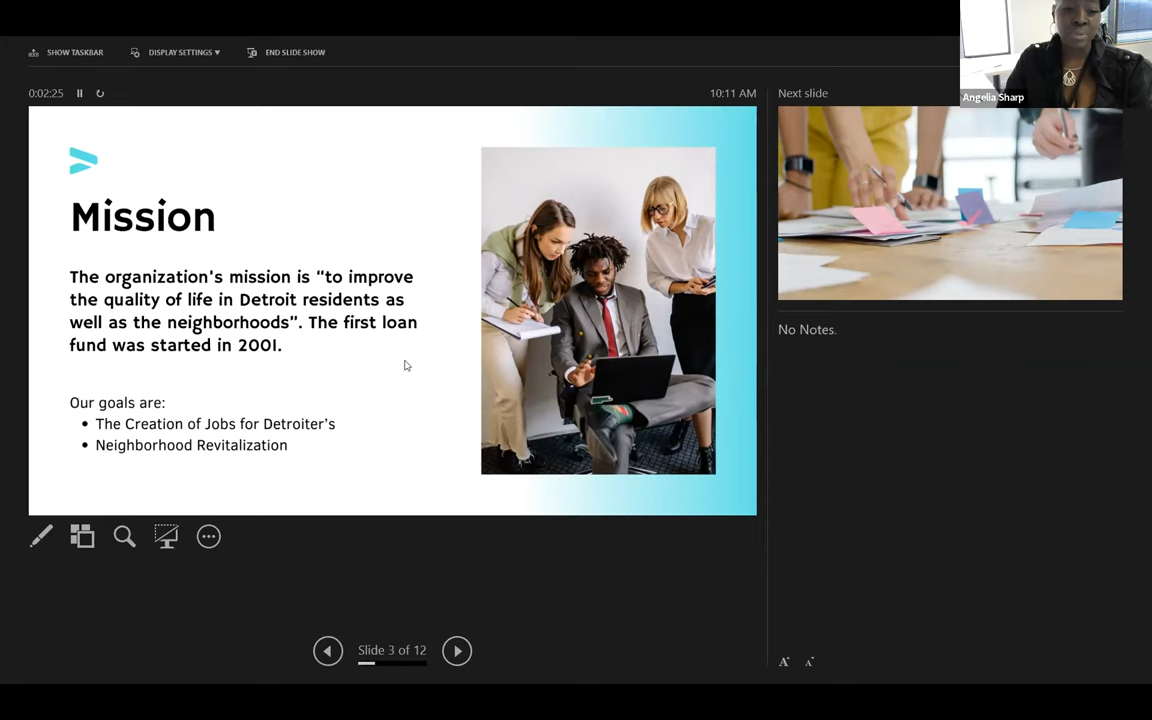 SHOW TASKBAR
DISPLAY SETTINGS ▾
END SLIDE SHOW
0:02:25
10:11 AM
Next slide
Angelia Sharp
Mission
The organization's mission is "to improve
the quality of life in Detroit residents as
well as the neighborhoods". The first loan
fund was started in 2001.
Our goals are:
• The Creation of Jobs for Detroiter's
• Neighborhood Revitalization
No Notes.
Slide 3 of 12
A
A